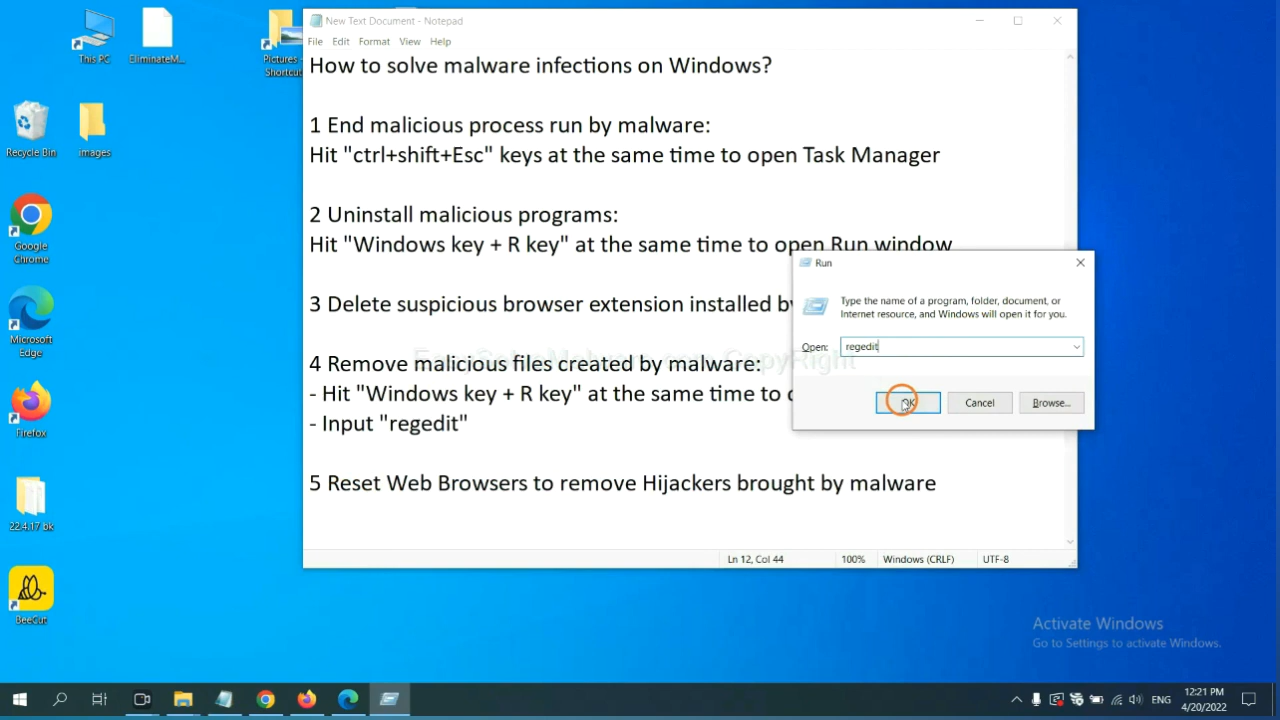 New Text Document - Notepad
File Edit Format View Help
How to solve malware infections on Windows?
1 End malicious process run by malware:
Hit "ctrl+shift+Esc" keys at the same time to open Task Manager
2 Uninstall malicious programs:
Hit "Windows key + R key" at the same time to open Run window
3 Delete suspicious browser extension installed
4 Remove malicious files created by malware:
- Hit "Windows key + R key" at the same time to
- Input "regedit"
5 Reset Web Browsers to remove Hijackers brought by malware
Ln 12, Col 44 100% Windows (CRLF) UTF-8
Run
Type the name of a program, folder, document, or
Internet resource, and Windows will open it for you.
Open: regedit
OK Cancel Browse...
This PC
EliminateM...
Pictures -
Shortcut
Recycle Bin
images
Google
Chrome
Microsoft
Edge
Firefox
22.4.17 bk
BeeCut
CopyRight
Activate Windows
Go to Settings to activate Windows.
ENG
12:21 PM
4/20/2022